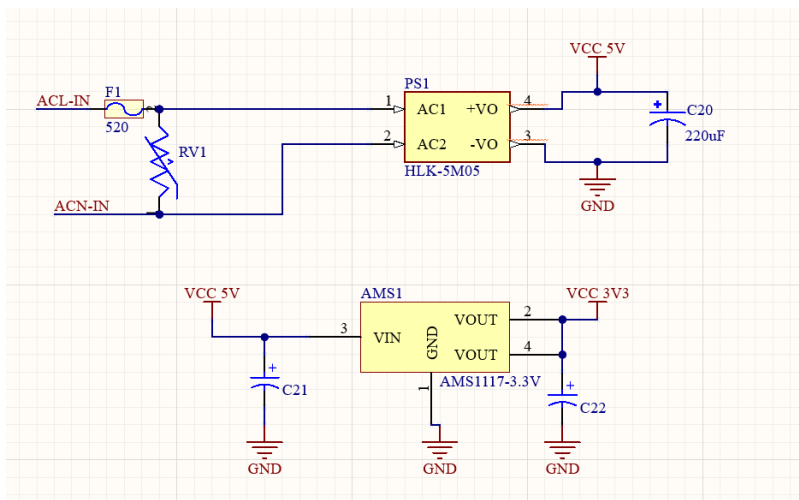 VCC 5V
PS1
F1
ACL-IN
1 AC1 +VO 4
C20
520
2 AC2 -VO 3
220uF
RV1
HLK-5M05
ACN-IN
GND
VCC 5V
AMS1
VCC 3V3
VOUT 2
3 VIN
GND
VOUT 4
1
AMS1117-3.3V
C21
C22
GND
GND
GND